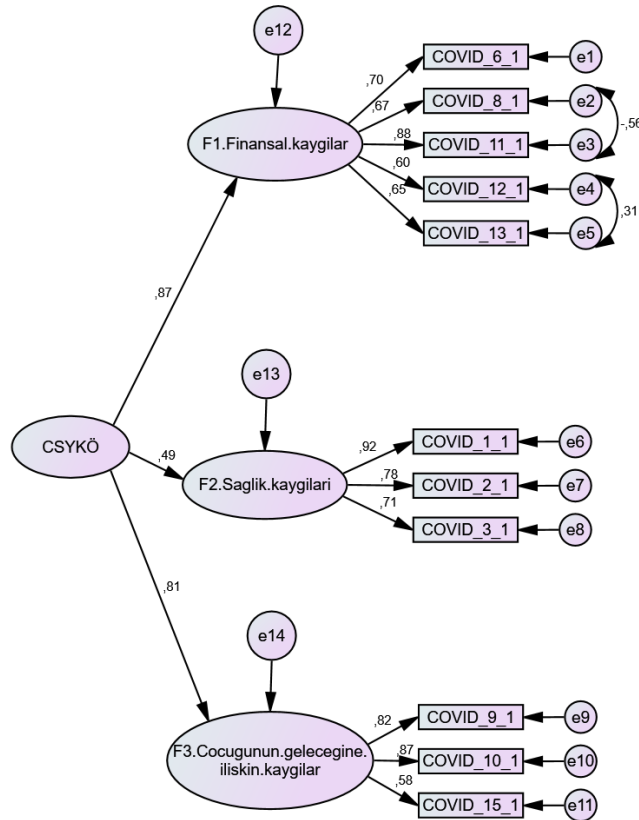 e12
,70
COVID_6_1
e1
,67
COVID_8_1
e2
F1.Finansal.kaygilar
,88
COVID_11_1
e3
-,56
,60
COVID_12_1
e4
,65
,31
COVID_13_1
e5
,87
e13
CSYKÖ
,49
F2.Saglik.kaygilari
,92
COVID_1_1
e6
,78
COVID_2_1
e7
,71
COVID_3_1
e8
,81
e14
F3.Cocugunun.gelecegine.
iliskin.kaygilar
,82
COVID_9_1
e9
,87
COVID_10_1
e10
,58
COVID_15_1
e11